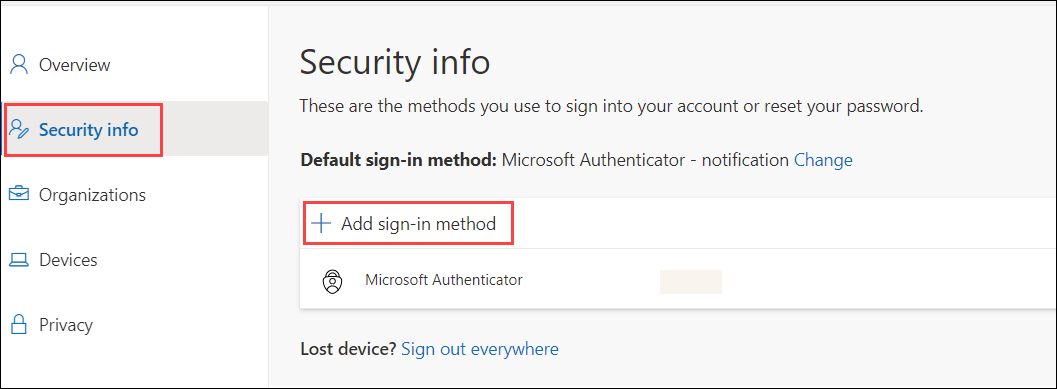 Overview
Security info
Organizations
Devices
Privacy
Security info
These are the methods you use to sign into your account or reset your password.
Default sign-in method: Microsoft Authenticator - notification Change
Add sign-in method
Microsoft Authenticator
Lost device? Sign out everywhere